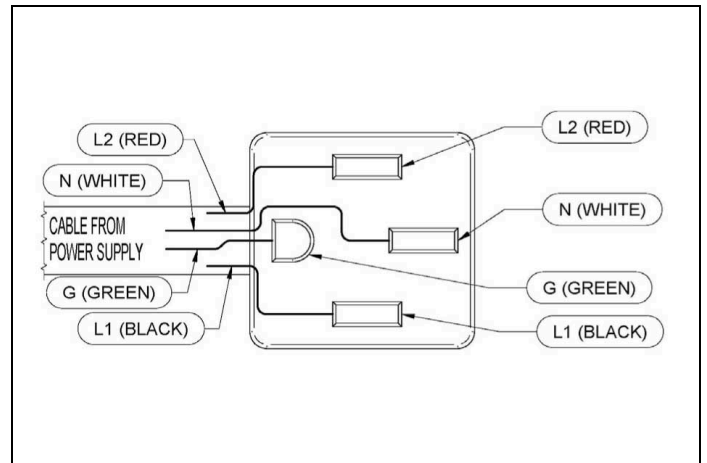 L2 (RED)
N (WHITE)
CABLE FROM
POWER SUPPLY
G (GREEN)
L1 (BLACK)
L2 (RED)
N (WHITE)
G (GREEN)
L1 (BLACK)